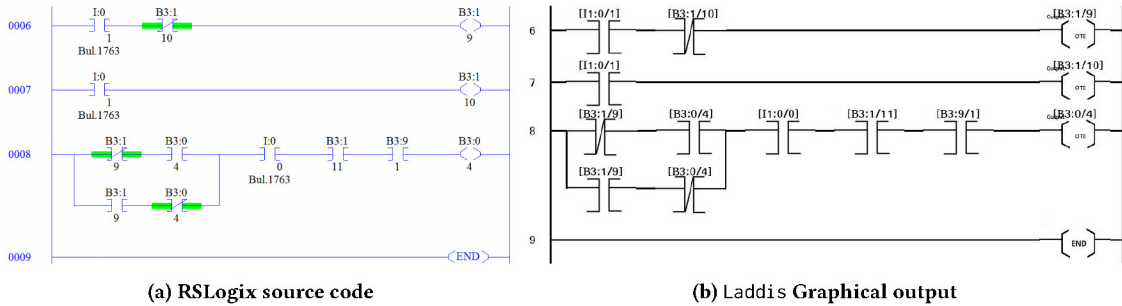 0006
I:0
1
Bul.1763
B3:1
10
B3:1
9
0007
I:0
1
Bul.1763
B3:1
10
0008
B3:1
9
B3:0
4
I:0
0
Bul.1763
B3:1
11
B3:9
1
B3:0
4
B3:1
9
B3:0
4
0009
END
(a) RSLogix source code
6
[I1:0/1]
[B3:1/10]
[B3:1/9]
Output
OTE
7
[I1:0/1]
[B3:1/10]
Output
OTE
8
[B3:1/9]
[B3:0/4]
[I1:0/0]
[B3:1/11]
[B3:9/1]
[B3:0/4]
Output
OTE
[B3:1/9]
[B3:0/4]
9
END
(b) Laddis Graphical output